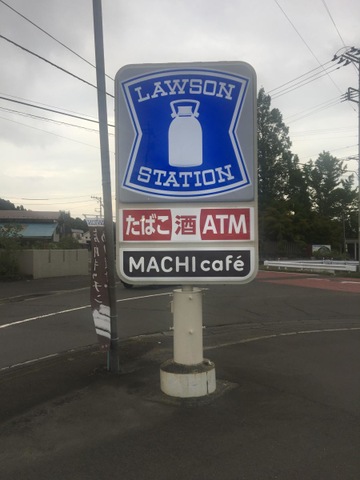 LAWSON
STATION
たばこ 酒 ATM
MACHI café